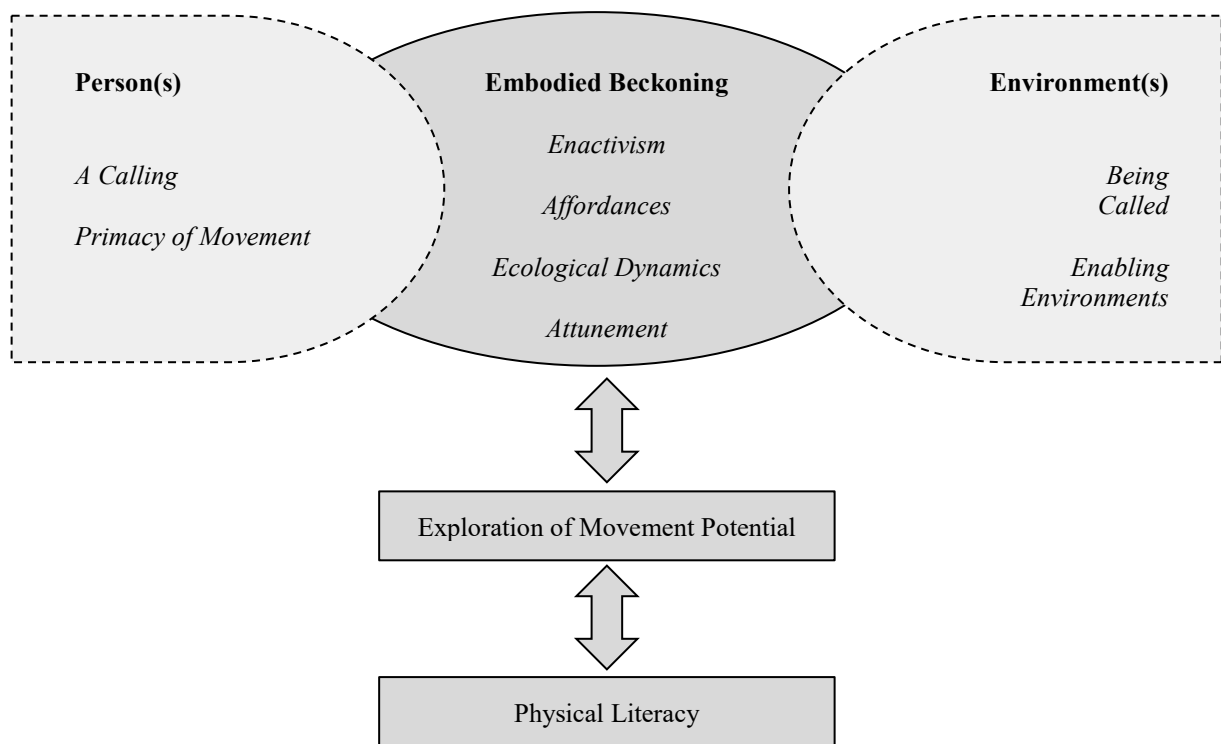 Person(s)
A Calling
Primacy of Movement
Embodied Beckoning
Enactivism
Affordances
Ecological Dynamics
Attunement
Environment(s)
Being
Called
Enabling
Environments
Exploration of Movement Potential
Physical Literacy